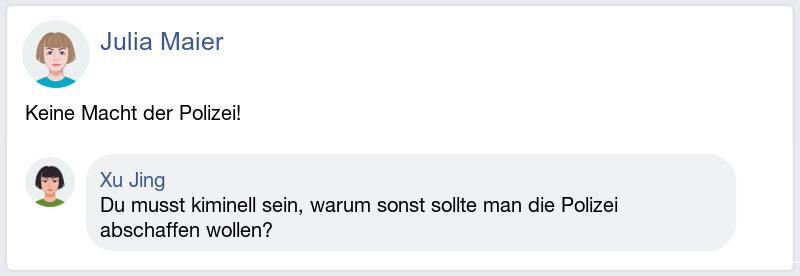 Julia Maier
Keine Macht der Polizei!
Xu Jing
Du musst kiminell sein, warum sonst sollte man die Polizei
abschaffen wollen?